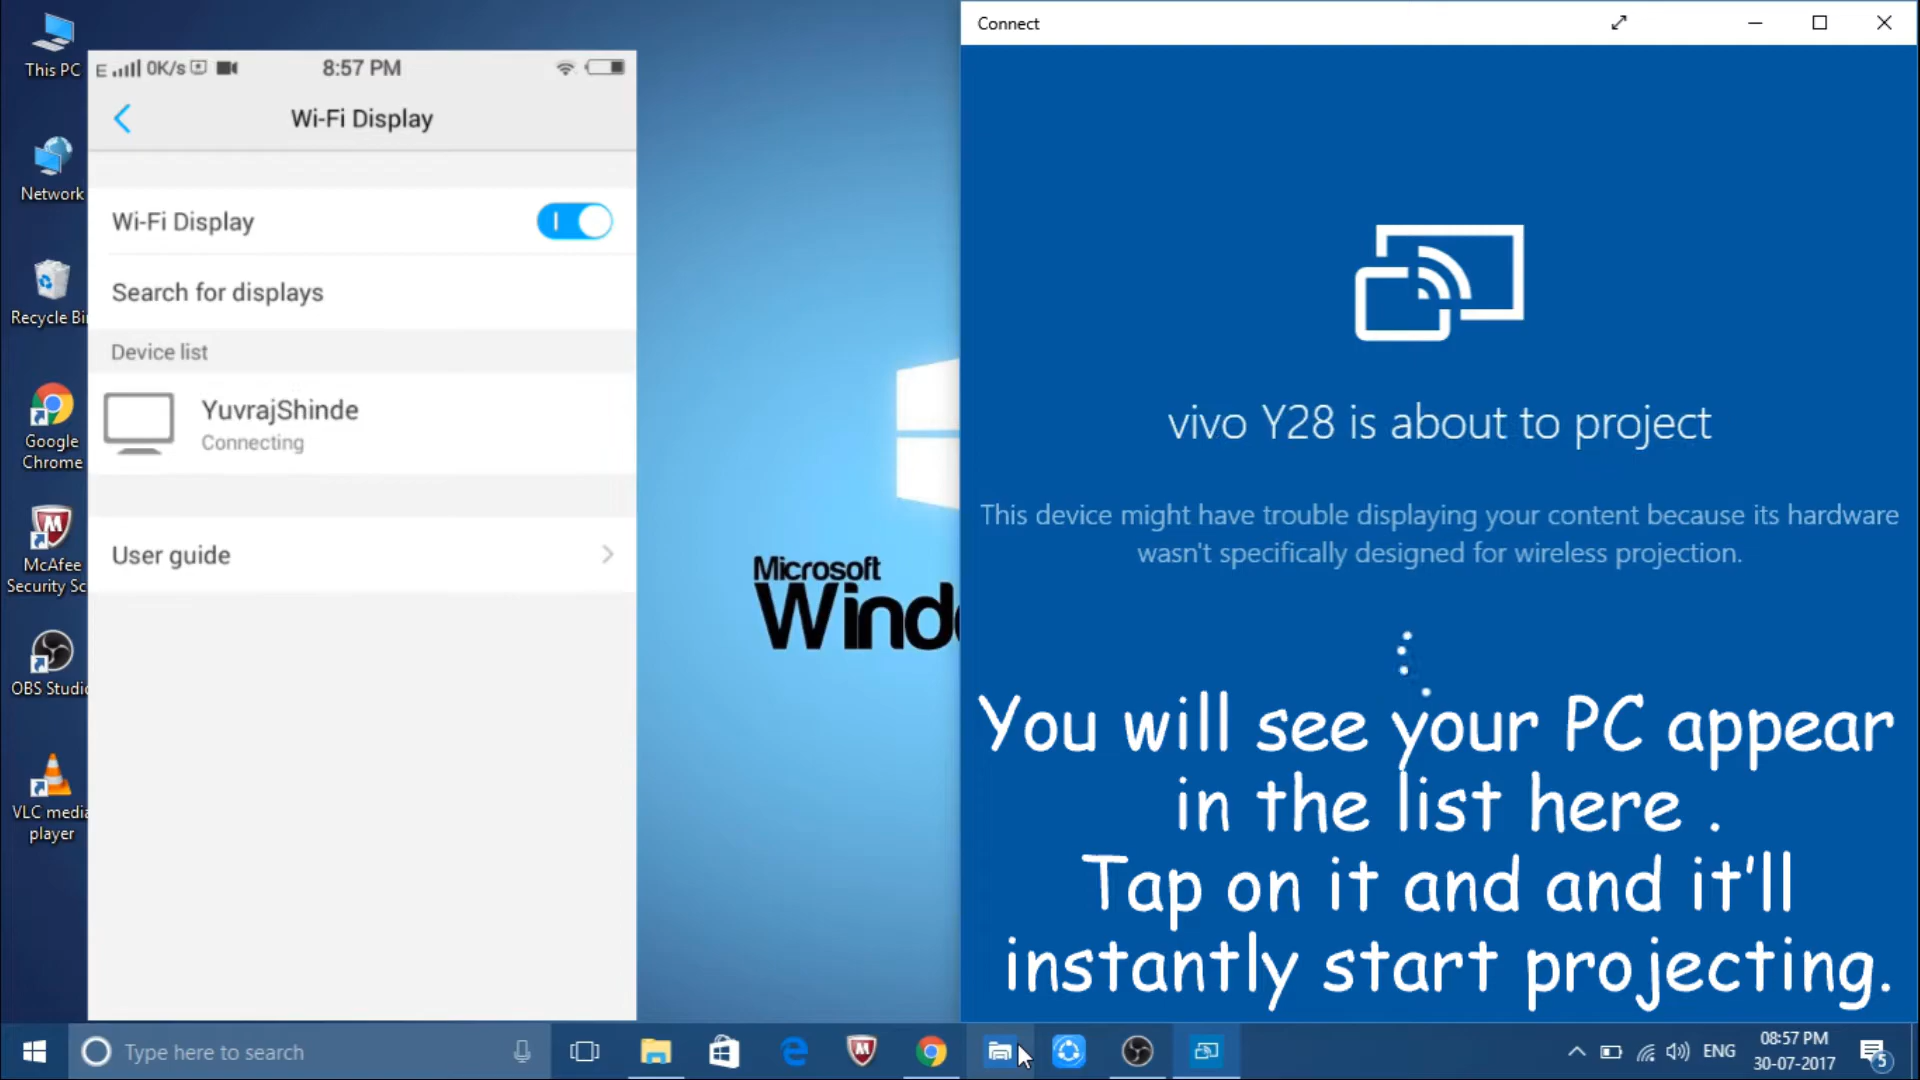 This PC
Network
Recycle Bi
Google
Chrome
McAfee
Security Sc
OBS Studi
VLC medi
player
E 0K/s 8:57 PM
Wi-Fi Display
Wi-Fi Display
Search for displays
Device list
YuvrajShinde
Connecting
User guide
Microsoft
Wind
Connect
vivo Y28 is about to project
This device might have trouble displaying your content because its hardware
wasn't specifically designed for wireless projection.
You will see your PC appear
in the list here .
Tap on it and and it'll
instantly start projecting.
Type here to search
ENG
08:57 PM
30-07-2017
5